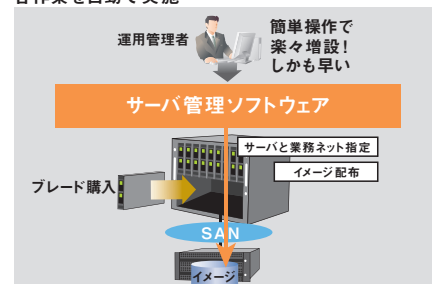 各作業を自動で実施
運用管理者
簡単操作で
楽々増設！
しかも早い
サーバ管理ソフトウェア
サーバと業務ネット指定
イメージ配布
ブレード購入
SAN
イメージ